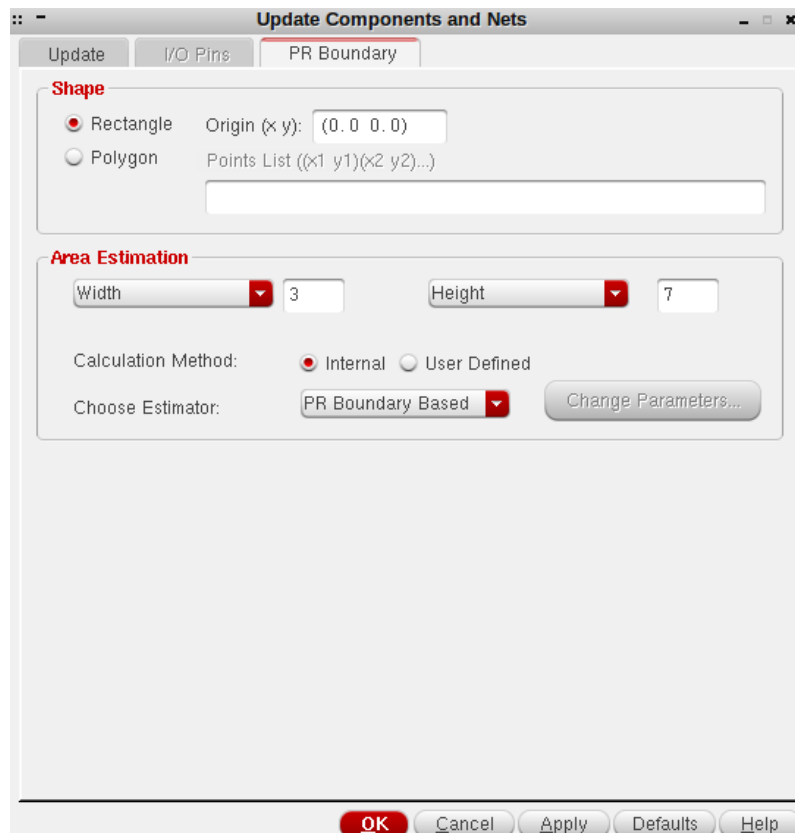 Update Components and Nets
Update I/O Pins PR Boundary
Shape
Rectangle Origin (x y): (0.0 0.0)
Polygon Points List ((x1 y1)(x2 y2)...)
Area Estimation
Width 3 Height 7
Calculation Method: Internal User Defined
Choose Estimator: PR Boundary Based Change Parameters...
OK Cancel Apply Defaults Help